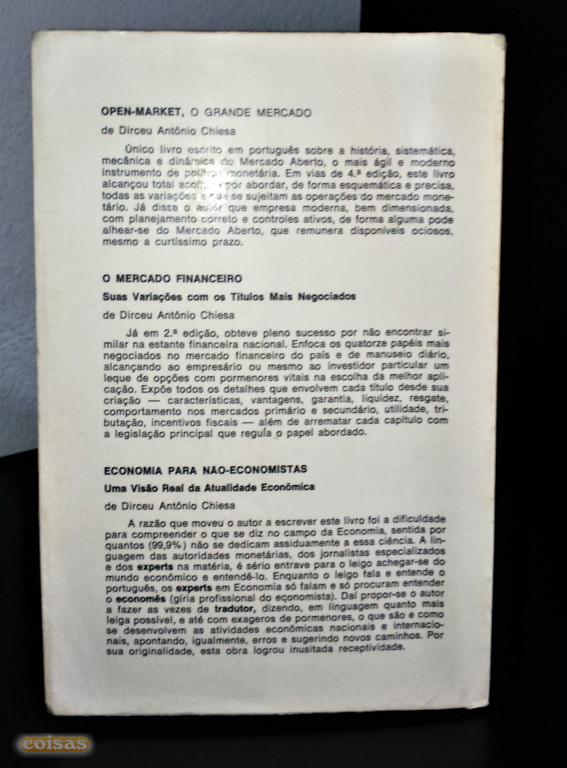 OPEN-MARKET, O GRANDE MERCADO
de Dirceu Antônio Chiesa
Único livro escrito em português sobre a história, sistemática,
mecânica e dinâmica do Mercado Aberto, o mais ágil e moderno
instrumento de política monetária. Em vias de 4.ª edição, este livro
alcançou total por abordar, de forma esquemática e precisa,
todas as variações a que se sujeitam as operações do mercado mone-
tário. Já disse o autor que empresa moderna, bem dimensionada,
com planejamento correto e controles ativos, de forma alguma pode
alhear-se do Mercado Aberto, que remunera disponíveis ociosos,
mesmo a curtíssimo prazo.
O MERCADO FINANCEIRO
Suas Variações com os Títulos Mais Negociados
de Dirceu Antônio Chiesa
Já em 2.ª edição, obteve pleno sucesso por não encontrar si-
milar na estante financeira nacional. Enfoca os quatorze papéis mais
negociados no mercado financeiro do país e de manuseio diário,
alcançando ao empresário ou mesmo ao investidor particular um
leque de opções com pormenores vitais na escolha da melhor apli-
cação. Expõe todos os detalhes que envolvem cada título desde sua
criação — características, vantagens, garantia, liquidez, resgate,
comportamento nos mercados primário e secundário, utilidade, tri-
butação, incentivos fiscais — além de arrematar cada capítulo com
a legislação principal que regula o papel abordado.
ECONOMIA PARA NÃO-ECONOMISTAS
Uma Visão Real da Atualidade Econômica
de Dirceu Antônio Chiesa
A razão que moveu o autor a escrever este livro foi a dificuldade
para compreender o que se diz no campo da Economia, sentida por
quantos (99,9%) não se dedicam assiduamente a essa ciência. A lin-
guagem das autoridades monetárias, dos jornalistas especializados
e dos experts na matéria, é sério entrave para o leigo achegar-se do
mundo econômico e entendê-lo. Enquanto o leigo fala e entende o
português, os experts em Economia só falam e só procuram entender
o economês (gíria profissional do economista). Daí propor-se o autor
a fazer as vezes de tradutor, dizendo, em linguagem quanto mais
leiga possível, e até com exageros de pormenores, o que são e como
se desenvolvem as atividades econômicas nacionais e internacio-
nais, apontando, igualmente, erros e sugerindo novos caminhos. Por
sua originalidade, esta obra logrou inusitada receptividade.
coisas